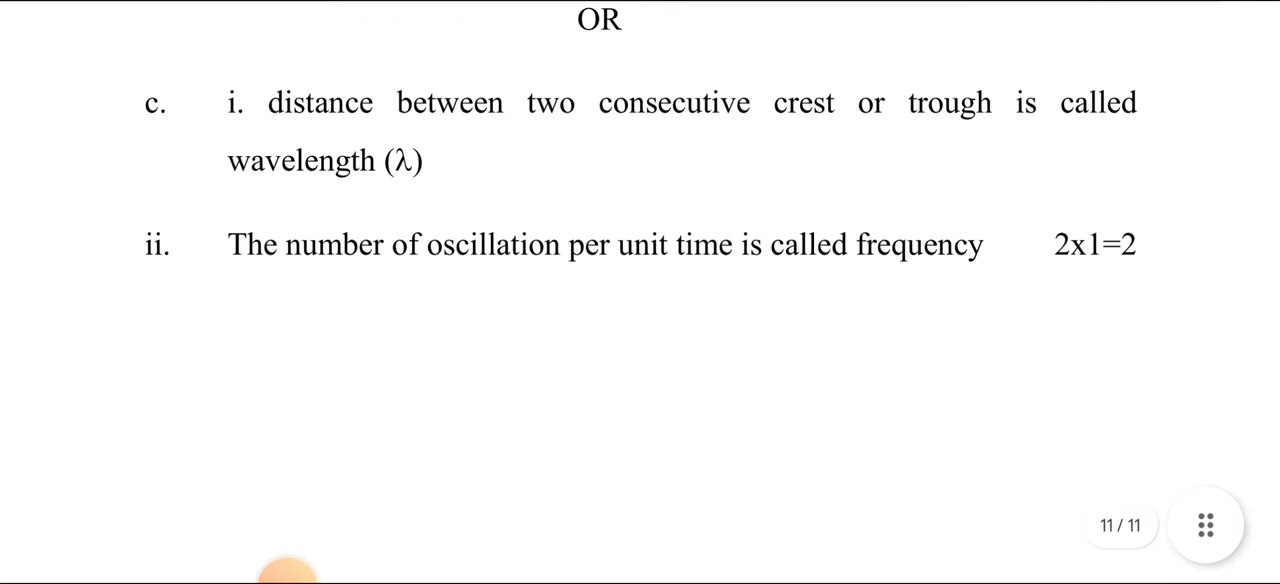 OR
c. i. distance between two consecutive crest or trough is called
wavelength (λ)
ii. The number of oscillation per unit time is called frequency 2x1=2
11 / 11